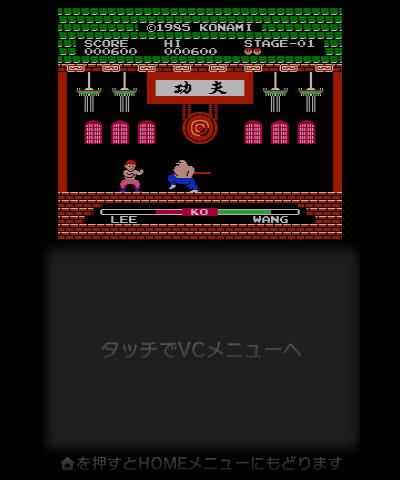 ©1985 KONAMI
SCORE HI STAGE-01
000600 000600
功夫
KO
LEE WANG
タッチでVCメニューへ
を押すとHOMEメニューにもどります